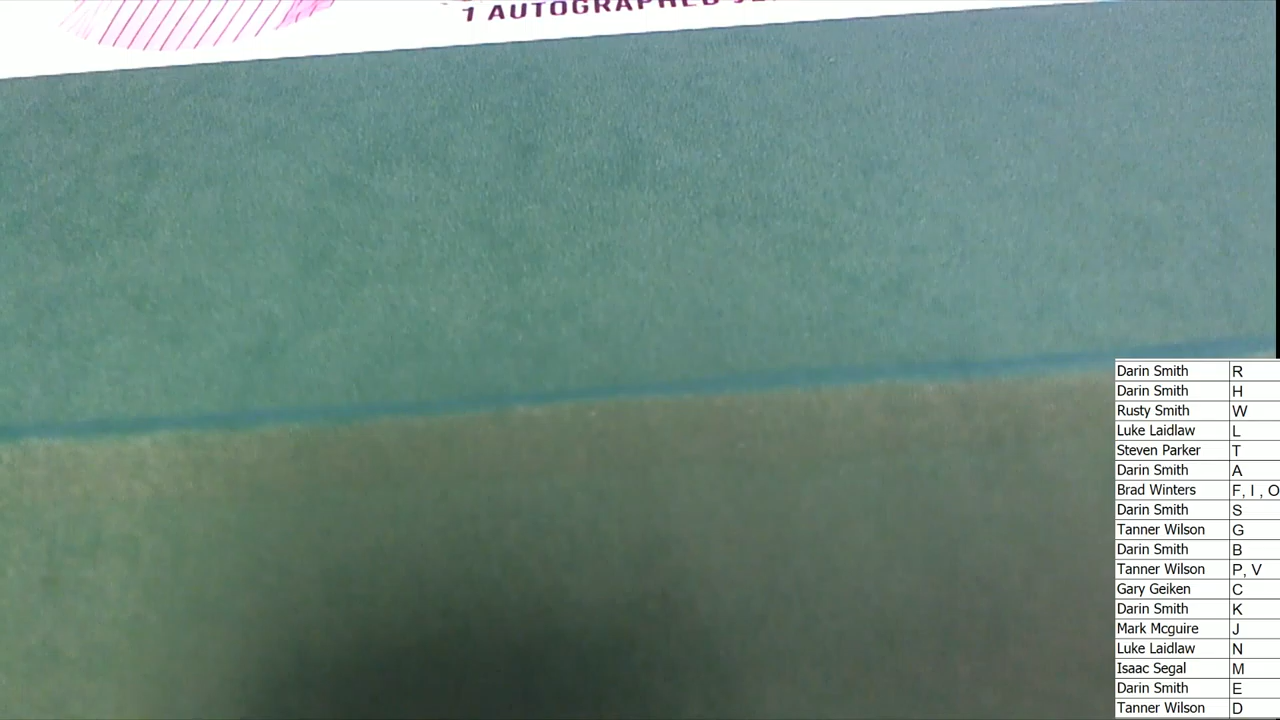 1 AUTOGRAPHED
Darin Smith R
Darin Smith H
Rusty Smith W
Luke Laidlaw L
Steven Parker T
Darin Smith A
Brad Winters F, I , O
Darin Smith S
Tanner Wilson G
Darin Smith B
Tanner Wilson P, V
Gary Geiken C
Darin Smith K
Mark Mcguire J
Luke Laidlaw N
Isaac Segal M
Darin Smith E
Tanner Wilson D